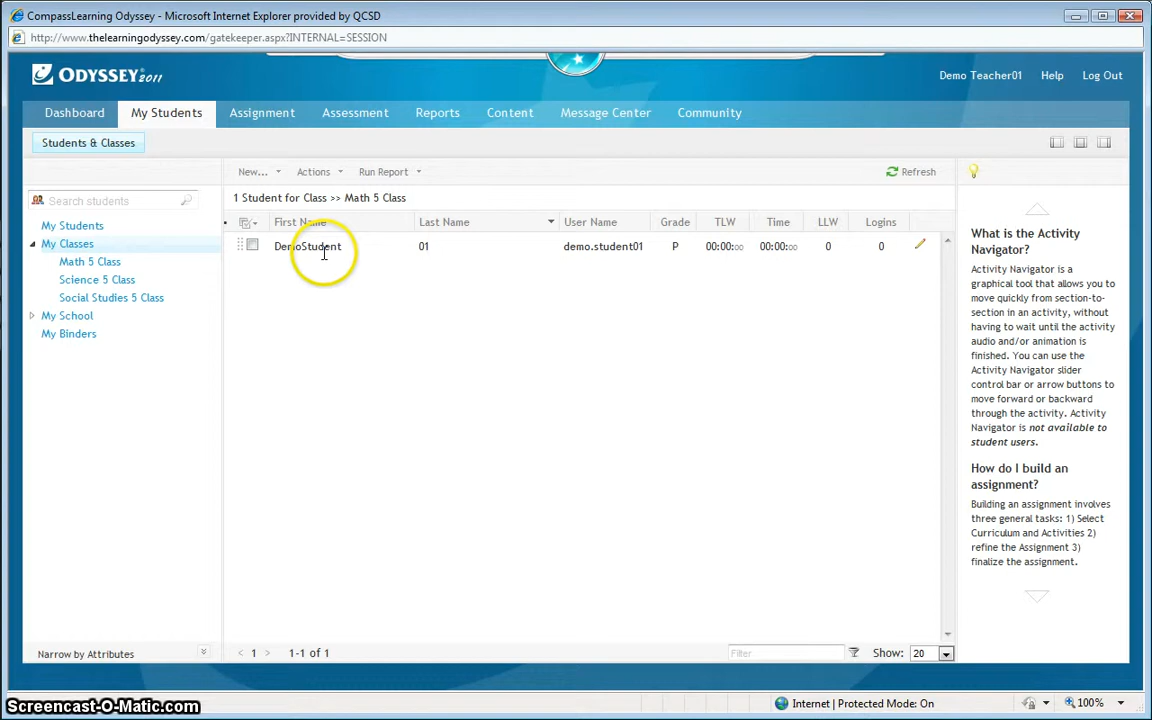 CompassLearning Odyssey - Microsoft Internet Explorer provided by QCSD
http://www.thelearningodyssey.com/gatekeeper.aspx?INTERNAL=SESSION
ODYSSEY 2011
Demo Teacher01 Help Log Out
Dashboard My Students Assignment Assessment Reports Content Message Center Community
Students & Classes
New... Actions Run Report Refresh
Search students
1 Student for Class >> Math 5 Class
First Name Last Name User Name Grade TLW Time LLW Logins
DemoStudent 01 demo.student01 P 00:00:00 00:00:00 0 0
My Students
My Classes
Math 5 Class
Science 5 Class
Social Studies 5 Class
My School
My Binders
What is the Activity
Navigator?
Activity Navigator is a
graphical tool that allows you to
move quickly from section-to-
section in an activity, without
having to wait until the activity
audio and/or animation is
finished. You can use the
Activity Navigator slider
control bar or arrow buttons to
move forward or backward
through the activity. Activity
Navigator is not available to
student users.
How do I build an
assignment?
Building an assignment involves
three general tasks: 1) Select
Curriculum and Activities 2)
refine the Assignment 3)
finalize the assignment.
Narrow by Attributes
< 1 > 1-1 of 1 Filter Show: 20
Screencast-O-Matic.com
Internet | Protected Mode: On 100%